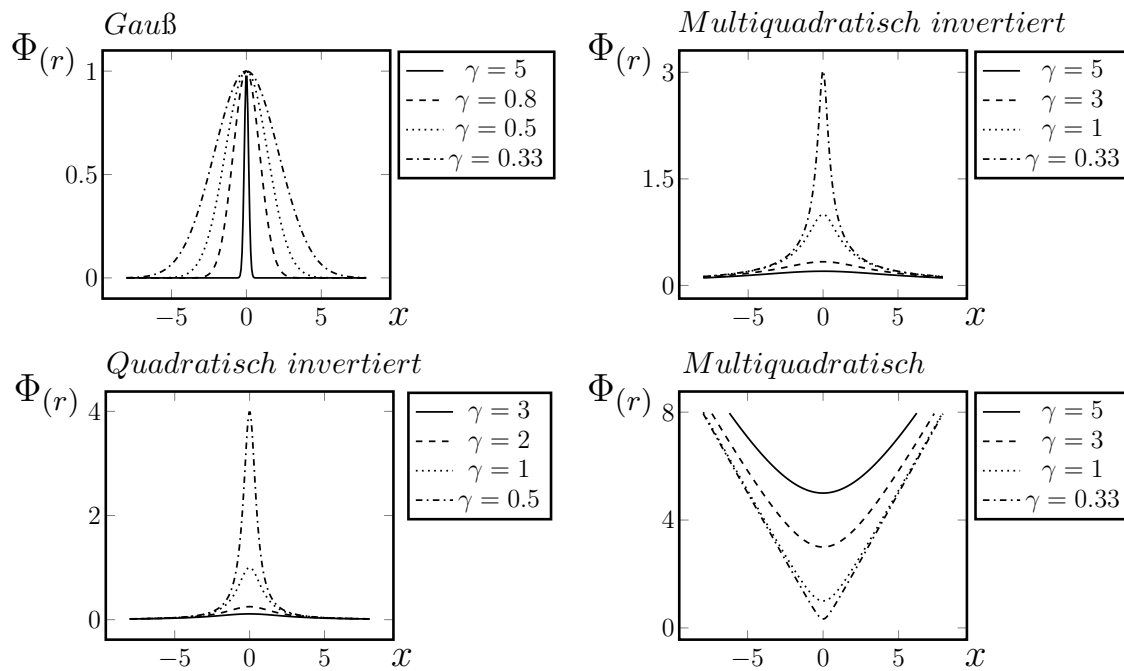 Gauß
Φ(r)
1
0.5
0
−5 0 5 x
γ = 5
γ = 0.8
γ = 0.5
γ = 0.33
Multiquadratisch invertiert
Φ(r)
3
1.5
0
−5 0 5 x
γ = 5
γ = 3
γ = 1
γ = 0.33
Quadratisch invertiert
Φ(r)
4
2
0
−5 0 5 x
γ = 3
γ = 2
γ = 1
γ = 0.5
Multiquadratisch
Φ(r)
8
4
0
−5 0 5 x
γ = 5
γ = 3
γ = 1
γ = 0.33